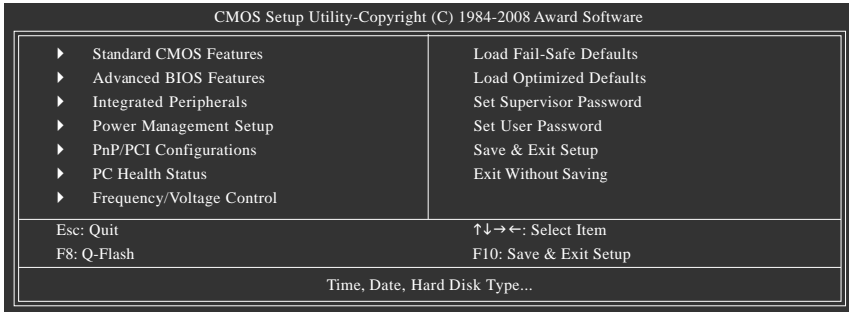 CMOS Setup Utility-Copyright (C) 1984-2008 Award Software
Standard CMOS Features
Advanced BIOS Features
Integrated Peripherals
Power Management Setup
PnP/PCI Configurations
PC Health Status
Frequency/Voltage Control
Load Fail-Safe Defaults
Load Optimized Defaults
Set Supervisor Password
Set User Password
Save & Exit Setup
Exit Without Saving
Esc: Quit
F8: Q-Flash
↑↓→←: Select Item
F10: Save & Exit Setup
Time, Date, Hard Disk Type...